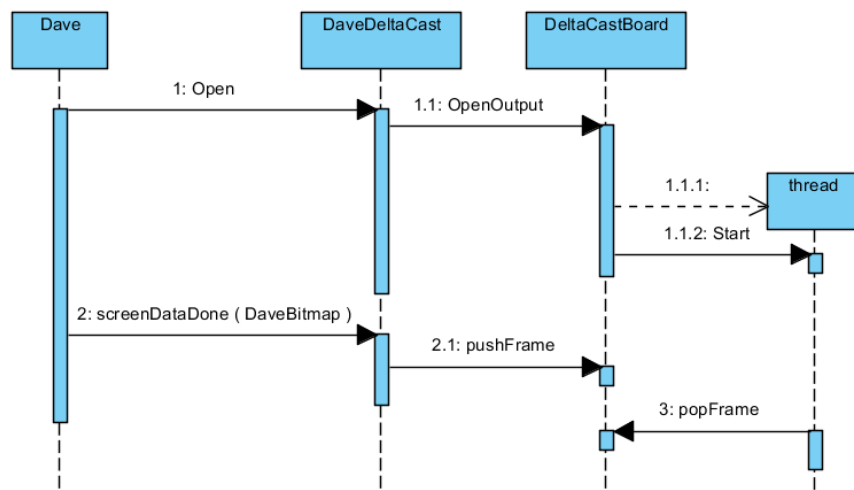 Dave
DaveDeltaCast
DeltaCastBoard
1: Open
1.1: OpenOutput
1.1.1:
thread
1.1.2: Start
2: screenDataDone ( DaveBitmap )
2.1: pushFrame
3: popFrame